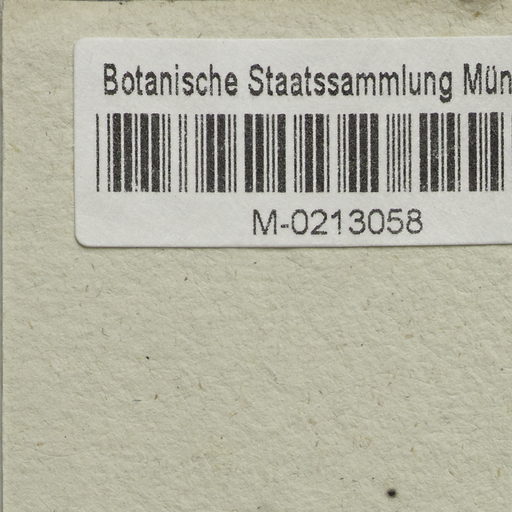 Botanische Staatssammlung Mün
M-0213058